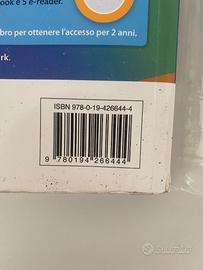 ook e 5 e-reader.
bro per ottenere l'accesso per 2 anni,
rk.
ISBN 978-0-19-426644-4
9 780194 266444
SUBITO